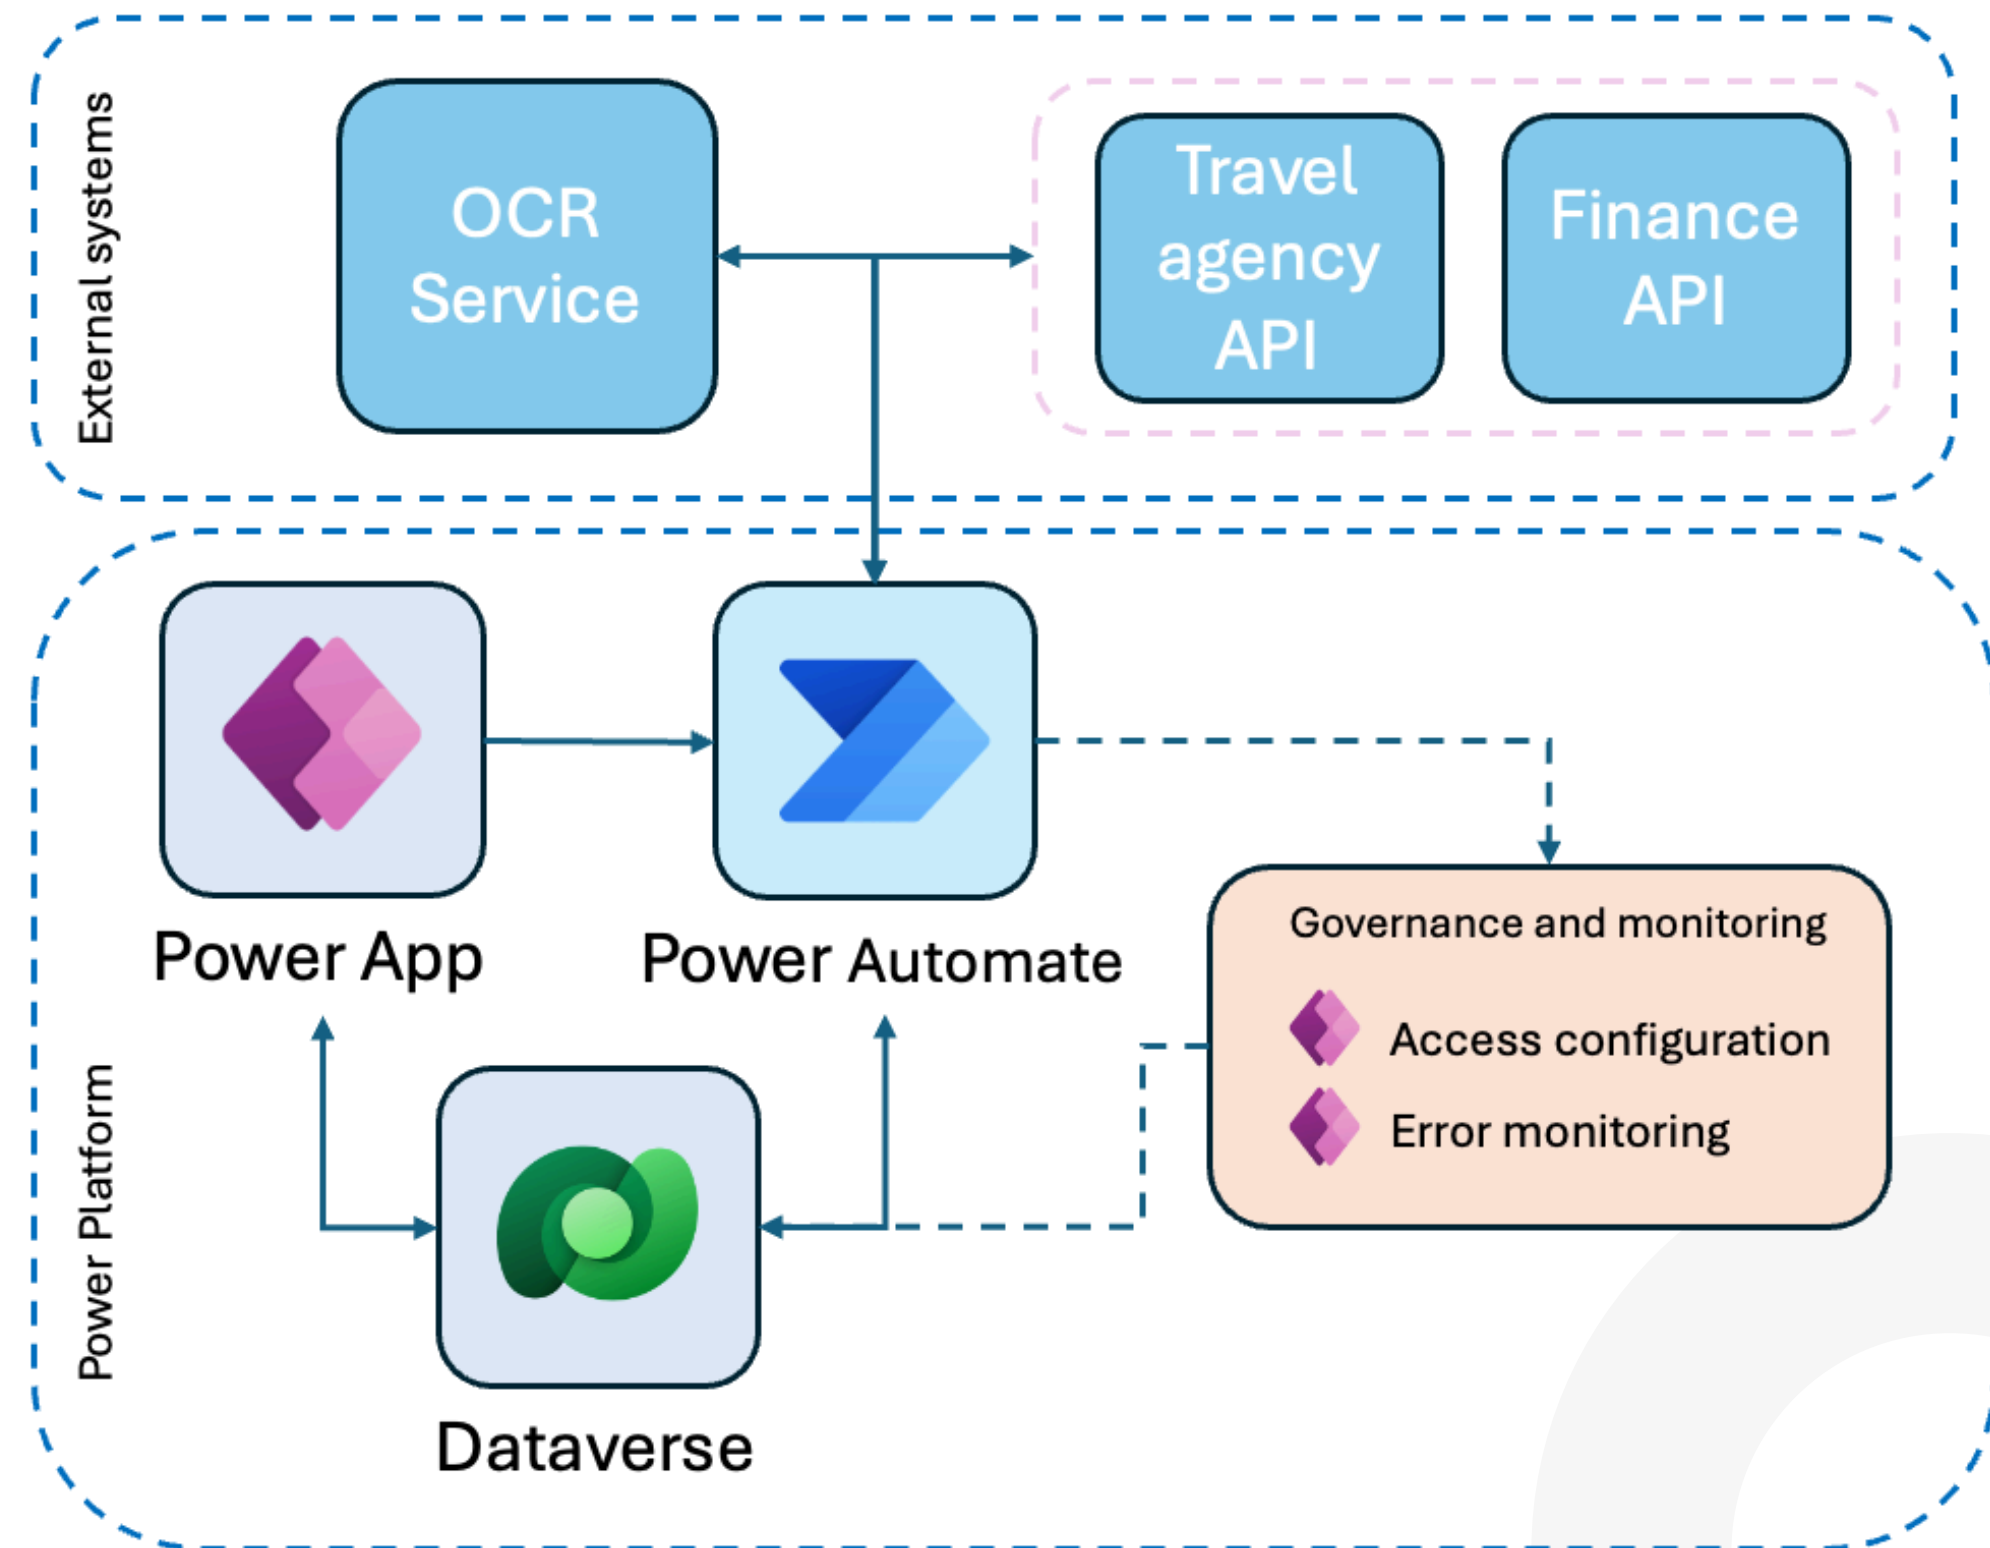 External systems
OCR
Service
Travel
agency
API
Finance
API
Power Platform
Power App
Power Automate
Governance and monitoring
Access configuration
Error monitoring
Dataverse